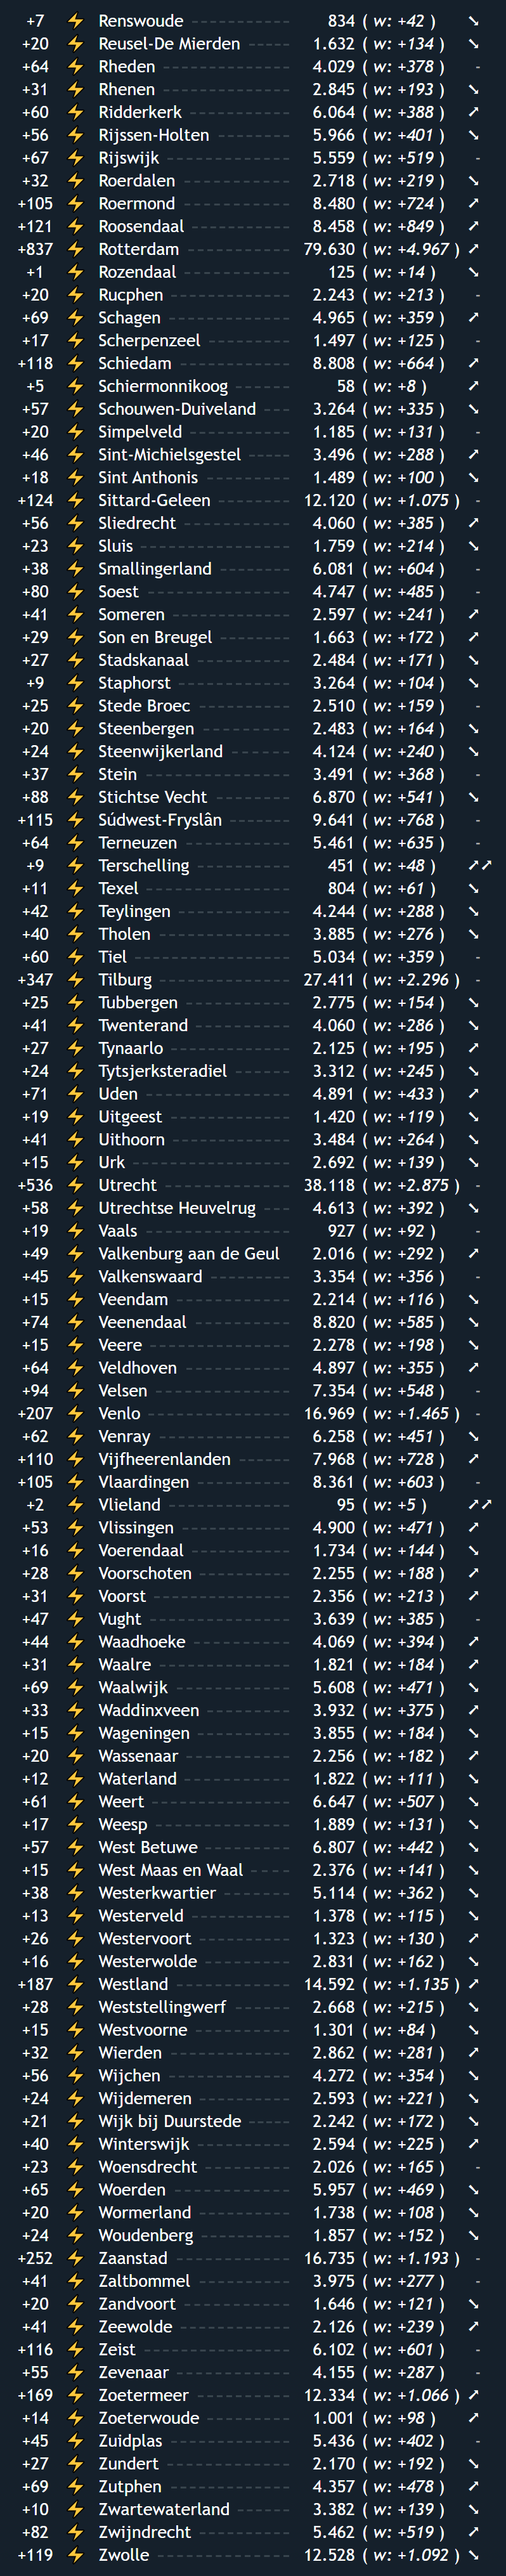 +7 ⚡ Renswoude ------------ 834 ( w: +42 ) ➘
+20 ⚡ Reusel-De Mierden ------ 1.632 ( w: +134 ) ➘
+64 ⚡ Rheden -------------- 4.029 ( w: +378 ) -
+31 ⚡ Rhenen -------------- 2.845 ( w: +193 ) ➘
+60 ⚡ Ridderkerk ----------- 6.064 ( w: +388 ) ➚
+56 ⚡ Rijssen-Holten --------- 5.966 ( w: +401 ) ➘
+67 ⚡ Rijswijk -------------- 5.559 ( w: +519 ) -
+32 ⚡ Roerdalen ------------ 2.718 ( w: +219 ) ➘
+105 ⚡ Roermond ------------ 8.480 ( w: +724 ) ➚
+121 ⚡ Roosendaal ----------- 8.458 ( w: +849 ) ➚
+837 ⚡ Rotterdam ------------ 79.630 ( w: +4.967 ) ➚
+1 ⚡ Rozendaal ------------ 125 ( w: +14 ) ➘
+20 ⚡ Rucphen ------------- 2.243 ( w: +213 ) -
+69 ⚡ Schagen ------------- 4.965 ( w: +359 ) ➚
+17 ⚡ Scherpenzeel ---------- 1.497 ( w: +125 ) -
+118 ⚡ Schiedam ------------ 8.808 ( w: +664 ) ➚
+5 ⚡ Schiermonnikoog ------- 58 ( w: +8 ) ➚
+57 ⚡ Schouwen-Duiveland ---- 3.264 ( w: +335 ) ➘
+20 ⚡ Simpelveld ----------- 1.185 ( w: +131 ) -
+46 ⚡ Sint-Michielsgestel ----- 3.496 ( w: +288 ) ➚
+18 ⚡ Sint Anthonis ---------- 1.489 ( w: +100 ) ➘
+124 ⚡ Sittard-Geleen --------- 12.120 ( w: +1.075 ) -
+56 ⚡ Sliedrecht ------------ 4.060 ( w: +385 ) ➚
+23 ⚡ Sluis ---------------- 1.759 ( w: +214 ) ➘
+38 ⚡ Smallingerland --------- 6.081 ( w: +604 ) -
+80 ⚡ Soest ---------------- 4.747 ( w: +485 ) -
+41 ⚡ Someren ------------- 2.597 ( w: +241 ) ➚
+29 ⚡ Son en Breugel --------- 1.663 ( w: +172 ) ➚
+27 ⚡ Stadskanaal ----------- 2.484 ( w: +171 ) ➘
+9 ⚡ Staphorst ------------ 3.264 ( w: +104 ) ➘
+25 ⚡ Stede Broec ----------- 2.510 ( w: +159 ) -
+20 ⚡ Steenbergen ---------- 2.483 ( w: +164 ) ➘
+24 ⚡ Steenwijkerland ------- 4.124 ( w: +240 ) ➘
+37 ⚡ Stein ---------------- 3.491 ( w: +368 ) -
+88 ⚡ Stichtse Vecht --------- 6.870 ( w: +541 ) ➘
+115 ⚡ Súdwest-Fryslân ------- 9.641 ( w: +768 ) -
+64 ⚡ Terneuzen ------------ 5.461 ( w: +635 ) -
+9 ⚡ Terschelling ----------- 451 ( w: +48 ) ➚➚
+11 ⚡ Texel ---------------- 804 ( w: +61 ) ➘
+42 ⚡ Teylingen ------------ 4.244 ( w: +288 ) ➘
+40 ⚡ Tholen --------------- 3.885 ( w: +276 ) ➘
+60 ⚡ Tiel ----------------- 5.034 ( w: +359 ) -
+347 ⚡ Tilburg --------------- 27.411 ( w: +2.296 ) -
+25 ⚡ Tubbergen ------------ 2.775 ( w: +154 ) ➘
+41 ⚡ Twenterand ----------- 4.060 ( w: +286 ) ➘
+27 ⚡ Tynaarlo ------------- 2.125 ( w: +195 ) ➚
+24 ⚡ Tytsjerksteradiel ------- 3.312 ( w: +245 ) ➘
+71 ⚡ Uden ---------------- 4.891 ( w: +433 ) ➚
+19 ⚡ Uitgeest ------------- 1.420 ( w: +119 ) ➘
+41 ⚡ Uithoorn ------------- 3.484 ( w: +264 ) ➘
+15 ⚡ Urk ----------------- 2.692 ( w: +139 ) ➘
+536 ⚡ Utrecht -------------- 38.118 ( w: +2.875 ) -
+58 ⚡ Utrechtse Heuvelrug ---- 4.613 ( w: +392 ) ➘
+19 ⚡ Vaals ---------------- 927 ( w: +92 ) -
+49 ⚡ Valkenburg aan de Geul 2.016 ( w: +292 ) ➚
+45 ⚡ Valkenswaard --------- 3.354 ( w: +356 ) -
+15 ⚡ Veendam ------------- 2.214 ( w: +116 ) ➘
+74 ⚡ Veenendaal ----------- 8.820 ( w: +585 ) ➘
+15 ⚡ Veere ---------------- 2.278 ( w: +198 ) ➘
+64 ⚡ Veldhoven ------------ 4.897 ( w: +355 ) ➚
+94 ⚡ Velsen --------------- 7.354 ( w: +548 ) -
+207 ⚡ Venlo --------------- 16.969 ( w: +1.465 ) -
+62 ⚡ Venray --------------- 6.258 ( w: +451 ) ➘
+110 ⚡ Vijfheerenlanden ------ 7.968 ( w: +728 ) ➚
+105 ⚡ Vlaardingen ----------- 8.361 ( w: +603 ) -
+2 ⚡ Vlieland ------------- 95 ( w: +5 ) ➚➚
+53 ⚡ Vlissingen ------------ 4.900 ( w: +471 ) ➚
+16 ⚡ Voerendaal ----------- 1.734 ( w: +144 ) ➘
+28 ⚡ Voorschoten ---------- 2.255 ( w: +188 ) ➚
+31 ⚡ Voorst --------------- 2.356 ( w: +213 ) ➚
+47 ⚡ Vught --------------- 3.639 ( w: +385 ) -
+44 ⚡ Waadhoeke ----------- 4.069 ( w: +394 ) ➚
+31 ⚡ Waalre --------------- 1.821 ( w: +184 ) ➚
+69 ⚡ Waalwijk ------------- 5.608 ( w: +471 ) ➘
+33 ⚡ Waddinxveen --------- 3.932 ( w: +375 ) ➚
+15 ⚡ Wageningen ---------- 3.855 ( w: +184 ) ➘
+20 ⚡ Wassenaar ----------- 2.256 ( w: +182 ) ➚
+12 ⚡ Waterland ------------ 1.822 ( w: +111 ) ➘
+61 ⚡ Weert --------------- 6.647 ( w: +507 ) ➘
+17 ⚡ Weesp --------------- 1.889 ( w: +131 ) ➘
+57 ⚡ West Betuwe ---------- 6.807 ( w: +442 ) ➘
+15 ⚡ West Maas en Waal ----- 2.376 ( w: +141 ) ➘
+38 ⚡ Westerkwartier -------- 5.114 ( w: +362 ) ➘
+13 ⚡ Westerveld ----------- 1.378 ( w: +115 ) ➘
+26 ⚡ Westervoort ---------- 1.323 ( w: +130 ) ➚
+16 ⚡ Westerwolde ---------- 2.831 ( w: +162 ) ➘
+187 ⚡ Westland ------------- 14.592 ( w: +1.135 ) ➚
+28 ⚡ Weststellingwerf ------- 2.668 ( w: +215 ) ➘
+15 ⚡ Westvoorne ----------- 1.301 ( w: +84 ) ➘
+32 ⚡ Wierden ------------- 2.862 ( w: +281 ) ➚
+56 ⚡ Wijchen -------------- 4.272 ( w: +354 ) ➘
+24 ⚡ Wijdemeren ---------- 2.593 ( w: +221 ) ➘
+21 ⚡ Wijk bij Duurstede ------ 2.242 ( w: +172 ) ➘
+40 ⚡ Winterswijk ----------- 2.594 ( w: +225 ) ➚
+23 ⚡ Woensdrecht ---------- 2.026 ( w: +165 ) -
+65 ⚡ Woerden ------------- 5.957 ( w: +469 ) ➘
+20 ⚡ Wormerland ---------- 1.738 ( w: +108 ) ➘
+24 ⚡ Woudenberg ---------- 1.857 ( w: +152 ) ➘
+252 ⚡ Zaanstad ------------ 16.735 ( w: +1.193 ) -
+41 ⚡ Zaltbommel ---------- 3.975 ( w: +277 ) -
+20 ⚡ Zandvoort ------------ 1.646 ( w: +121 ) ➘
+41 ⚡ Zeewolde ------------ 2.126 ( w: +239 ) ➚
+116 ⚡ Zeist ---------------- 6.102 ( w: +601 ) -
+55 ⚡ Zevenaar ------------ 4.155 ( w: +287 ) -
+169 ⚡ Zoetermeer ---------- 12.334 ( w: +1.066 ) ➚
+14 ⚡ Zoeterwoude --------- 1.001 ( w: +98 ) ➚
+45 ⚡ Zuidplas ------------- 5.436 ( w: +402 ) -
+27 ⚡ Zundert -------------- 2.170 ( w: +192 ) ➘
+69 ⚡ Zutphen ------------- 4.357 ( w: +478 ) ➚
+10 ⚡ Zwartewaterland ------ 3.382 ( w: +139 ) ➘
+82 ⚡ Zwijndrecht ----------- 5.462 ( w: +519 ) ➚
+119 ⚡ Zwolle --------------- 12.528 ( w: +1.092 ) ➘